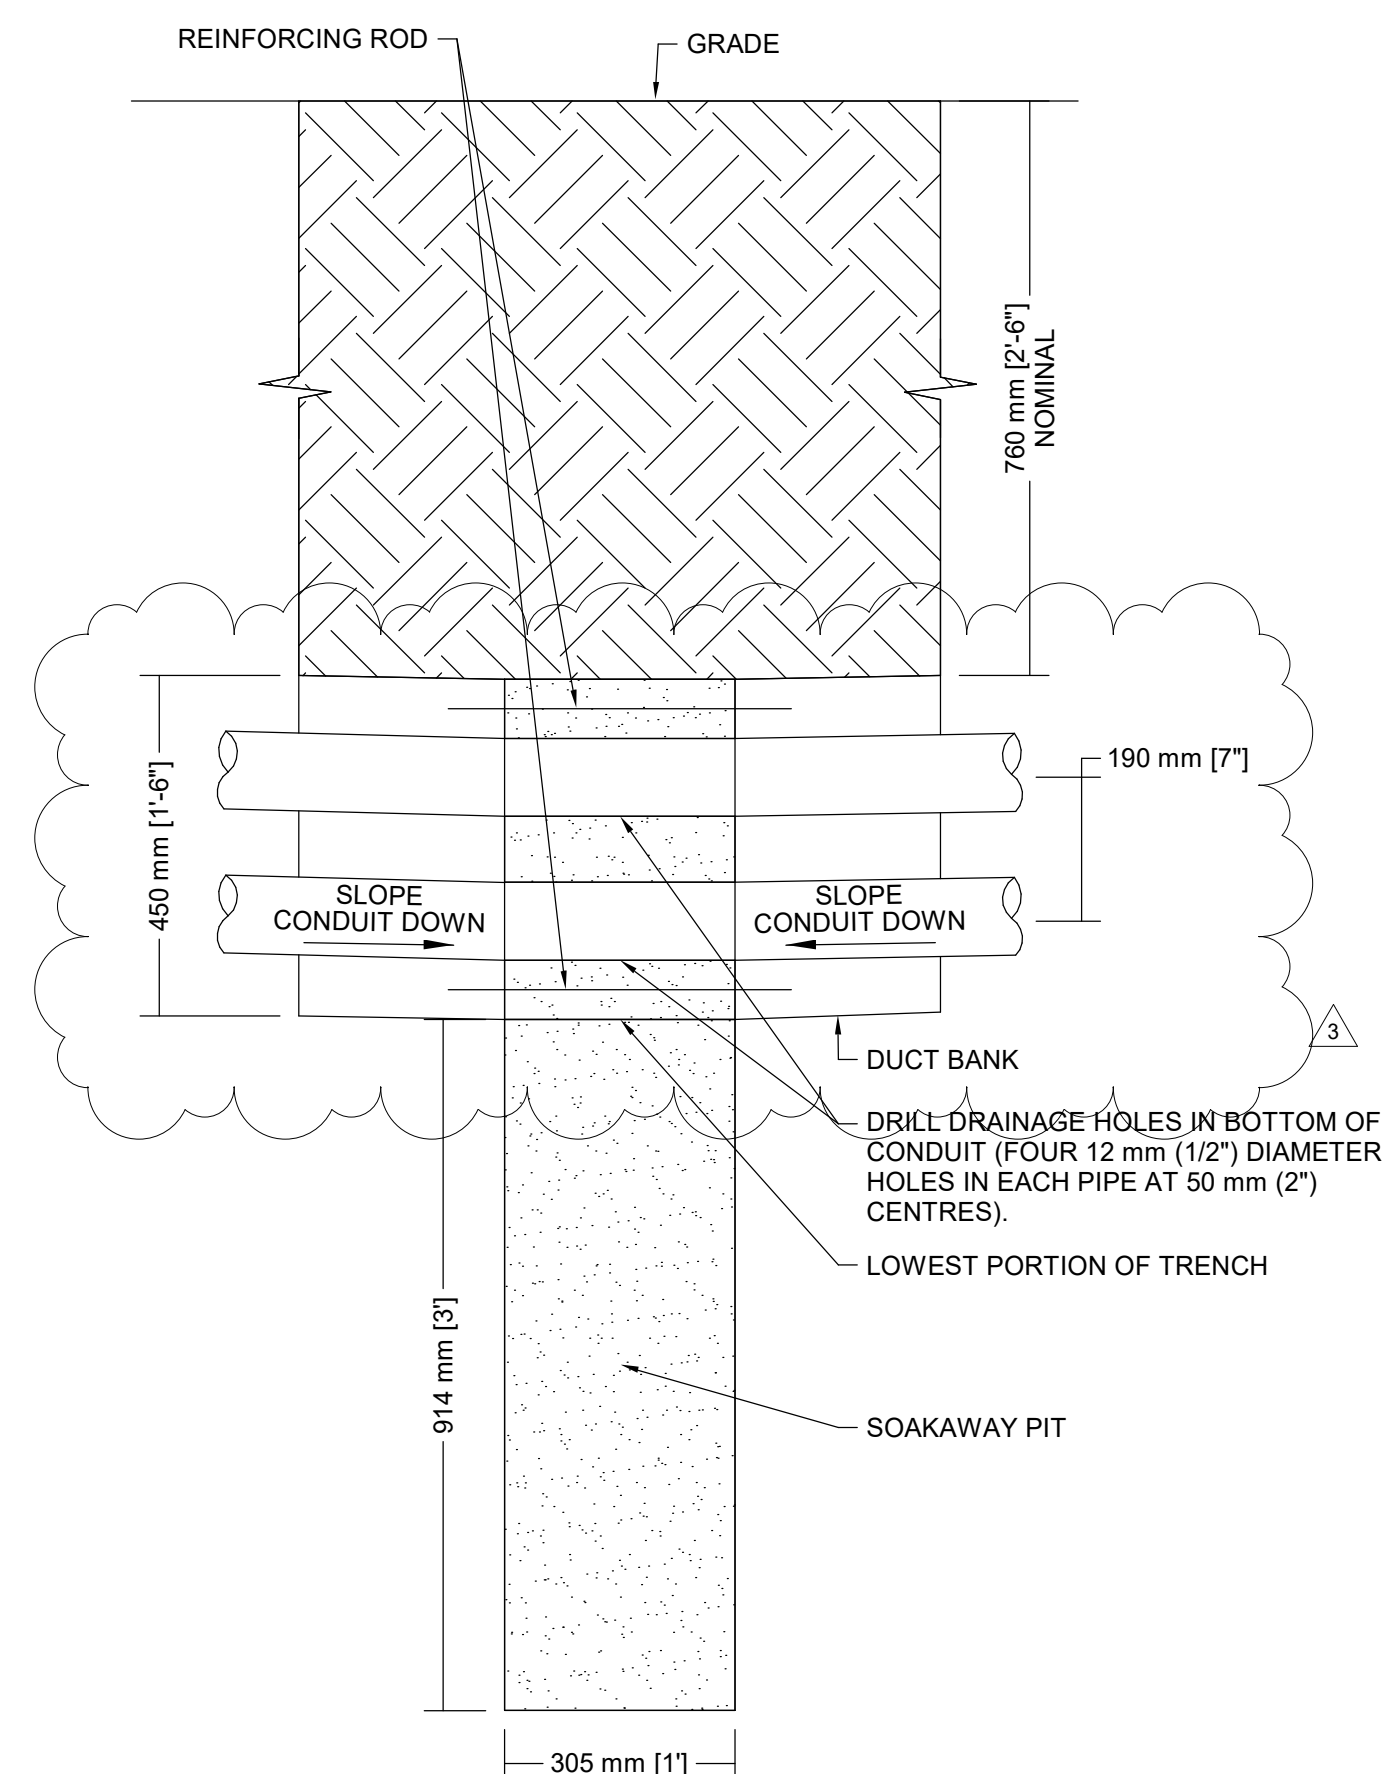 REINFORCING ROD
GRADE
760 mm [2'-6"]
NOMINAL
190 mm [7"]
450 mm [1'-6"]
SLOPE
CONDUIT DOWN
SLOPE
CONDUIT DOWN
3
DUCT BANK
DRILL DRAINAGE HOLES IN BOTTOM OF
CONDUIT (FOUR 12 mm (1/2") DIAMETER
HOLES IN EACH PIPE AT 50 mm (2")
CENTRES).
LOWEST PORTION OF TRENCH
914 mm [3']
SOAKAWAY PIT
305 mm [1']